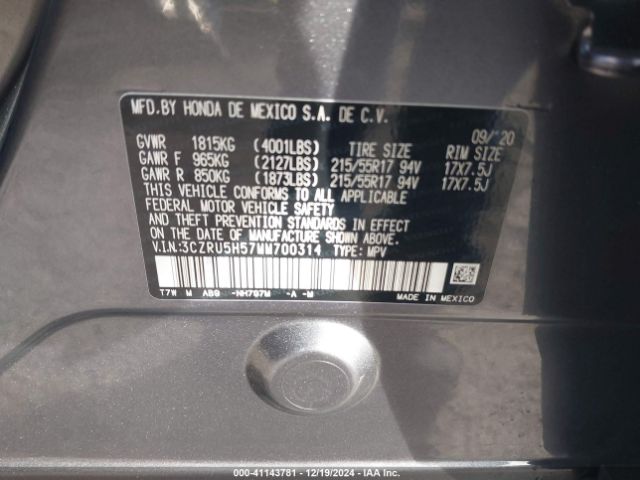 MFD.BY HONDA DE MEXICO S.A. DE C.V.
09/'20
GVWR 1815KG (4001LBS) TIRE SIZE RIM SIZE
GAWR F 965KG (2127LBS) 215/55R17 94V 17X7.5J
GAWR R 850KG (1873LBS) 215/55R17 94V 17X7.5J
THIS VEHICLE CONFORMS TO ALL APPLICABLE
FEDERAL MOTOR VEHICLE SAFETY
AND THEFT PREVENTION STANDARDS IN EFFECT
ON THE DATE OF MANUFACTURE SHOWN ABOVE.
V.I.N.:3CZRU5H57MM700314 TYPE: MPV
T7W M AB9 -NH797M -A -M
MADE IN MEXICO
000-41143781 - 12/19/2024 - IAA Inc.